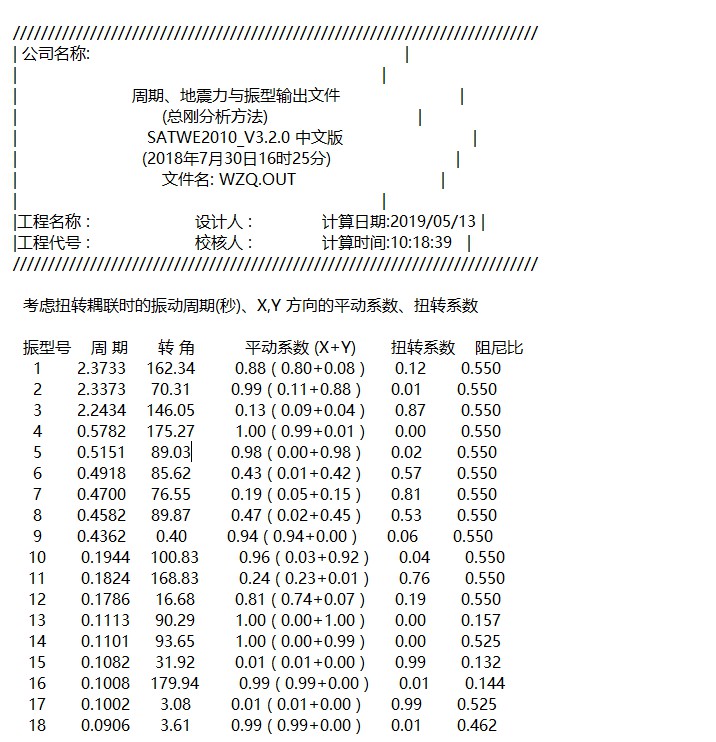 ///////////////////////////////////////////////////////////////////////////
| 公司名称: |
| |
| 周期、地震力与振型输出文件 |
| (总刚分析方法) |
| SATWE2010_V3.2.0 中文版 |
| (2018年7月30日16时25分) |
| 文件名: WZQ.OUT |
| |
|工程名称 : 设计人 : 计算日期:2019/05/13 |
|工程代号 : 校核人 : 计算时间:10:18:39 |
///////////////////////////////////////////////////////////////////////////
考虑扭转耦联时的振动周期(秒)、X,Y 方向的平动系数、扭转系数
振型号 周 期 转 角 平动系数 (X+Y) 扭转系数 阻尼比
1 2.3733 162.34 0.88 ( 0.80+0.08 ) 0.12 0.550
2 2.3373 70.31 0.99 ( 0.11+0.88 ) 0.01 0.550
3 2.2434 146.05 0.13 ( 0.09+0.04 ) 0.87 0.550
4 0.5782 175.27 1.00 ( 0.99+0.01 ) 0.00 0.550
5 0.5151 89.03 0.98 ( 0.00+0.98 ) 0.02 0.550
6 0.4918 85.62 0.43 ( 0.01+0.42 ) 0.57 0.550
7 0.4700 76.55 0.19 ( 0.05+0.15 ) 0.81 0.550
8 0.4582 89.87 0.47 ( 0.02+0.45 ) 0.53 0.550
9 0.4362 0.40 0.94 ( 0.94+0.00 ) 0.06 0.550
10 0.1944 100.83 0.96 ( 0.03+0.92 ) 0.04 0.550
11 0.1824 168.83 0.24 ( 0.23+0.01 ) 0.76 0.550
12 0.1786 16.68 0.81 ( 0.74+0.07 ) 0.19 0.550
13 0.1113 90.29 1.00 ( 0.00+1.00 ) 0.00 0.157
14 0.1101 93.65 1.00 ( 0.00+0.99 ) 0.00 0.525
15 0.1082 31.92 0.01 ( 0.01+0.00 ) 0.99 0.132
16 0.1008 179.94 0.99 ( 0.99+0.00 ) 0.01 0.144
17 0.1002 3.08 0.01 ( 0.01+0.00 ) 0.99 0.525
18 0.0906 3.61 0.99 ( 0.99+0.00 ) 0.01 0.462